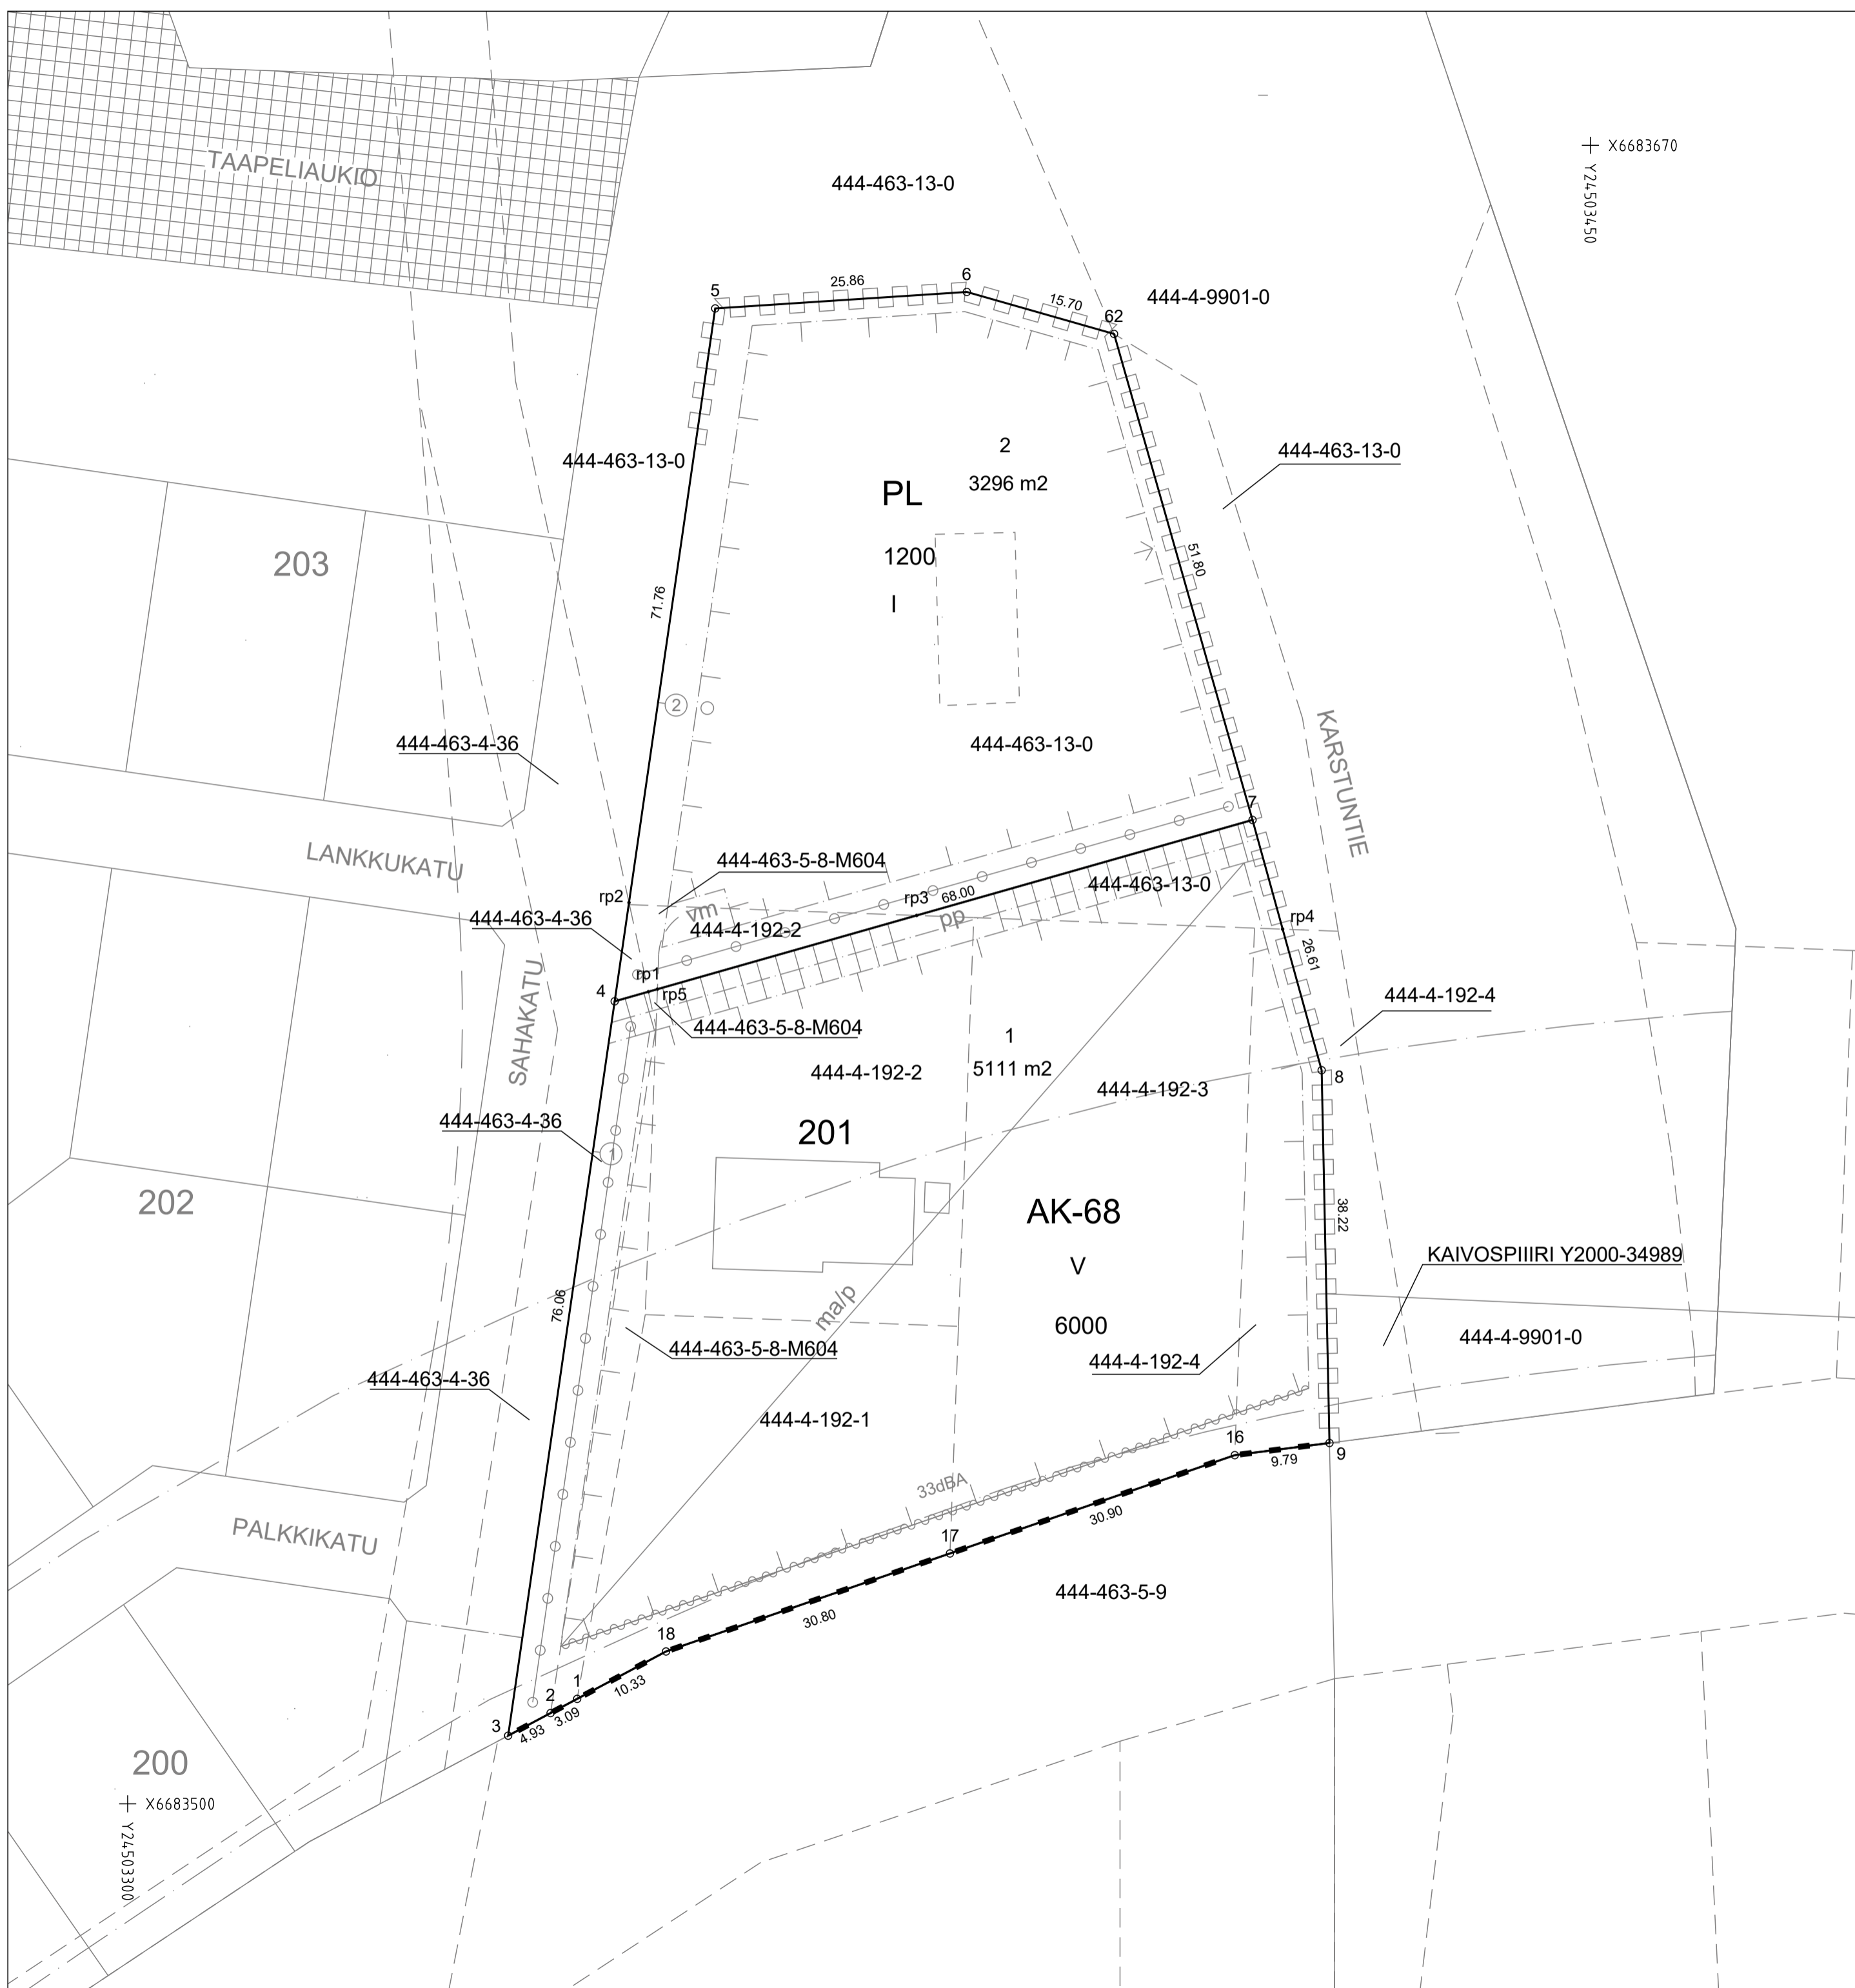 TAAPELIAUKIO
444-463-13-0
X6683670
Y24503450
5
25.86
6
15.70
62
444-4-9901-0
2
444-463-13-0
444-463-13-0
3296 m2
PL
1200
I
203
71.76
51.80
2
444-463-4-36
444-463-13-0
KARSTUNTIE
7
LANKKUKATU
444-463-5-8-M604
444-463-13-0
rp2
rp3
68.00
vm
pp
444-463-4-36
444-4-192-2
rp4
26.61
rp1
4
rp5
444-4-192-4
SAHAKATU
444-463-5-8-M604
1
5111 m2
444-4-192-2
444-4-192-3
8
444-463-4-36
1
201
202
AK-68
38.22
V
KAIVOSPIIIRI Y2000-34989
76.06
ma/p
6000
444-4-9901-0
444-463-5-8-M604
444-4-192-4
444-463-4-36
444-4-192-1
16
9
9.79
33dBA
30.90
PALKKIKATU
17
444-463-5-9
30.80
18
1
10.33
2
3.09
3
4.93
200
X6683500
Y24503300